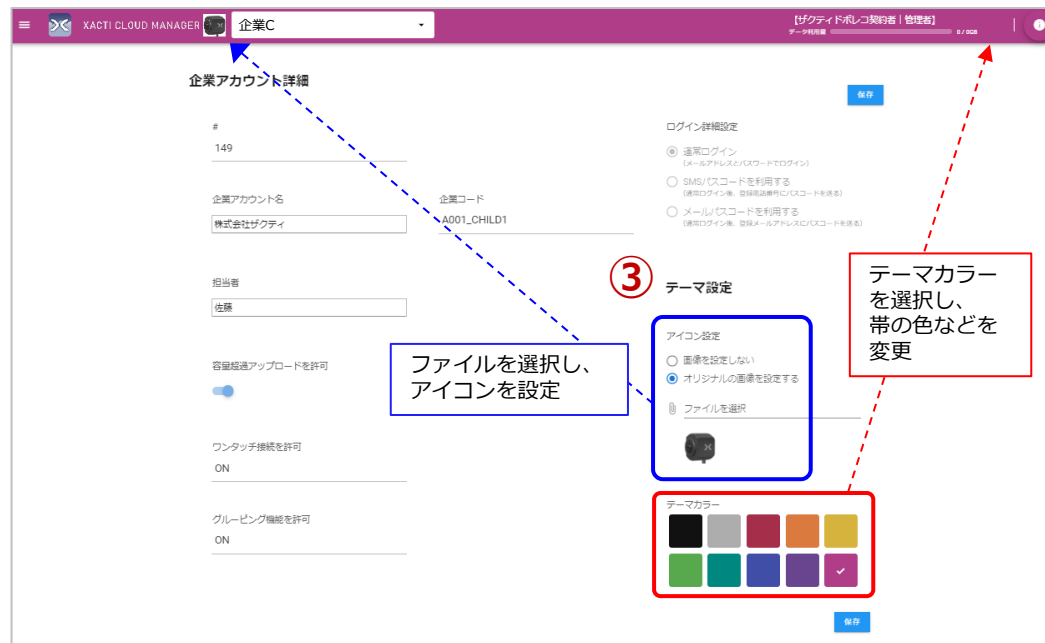 XACTI CLOUD MANAGER
企業C
【ザクティドポレコ契約者｜管理者】
データ利用量
0 / 0GB
企業アカウント詳細
保存
#
149
企業アカウント名
株式会社ザクティ
企業コード
A001_CHILD1
担当者
佐藤
容量超過アップロードを許可
ワンタッチ接続を許可
ON
グルーピング機能を許可
ON
ログイン詳細設定
通常ログイン
(メールアドレスとパスワードでログイン)
SMSパスコードを利用する
(通常ログイン後、登録電話番号にパスコードを送る)
メールパスコードを利用する
(通常ログイン後、登録メールアドレスにパスコードを送る)
③
テーマ設定
アイコン設定
画像を設定しない
オリジナルの画像を設定する
ファイルを選択
テーマカラー
保存
ファイルを選択し、
アイコンを設定
テーマカラー
を選択し、
帯の色などを
変更